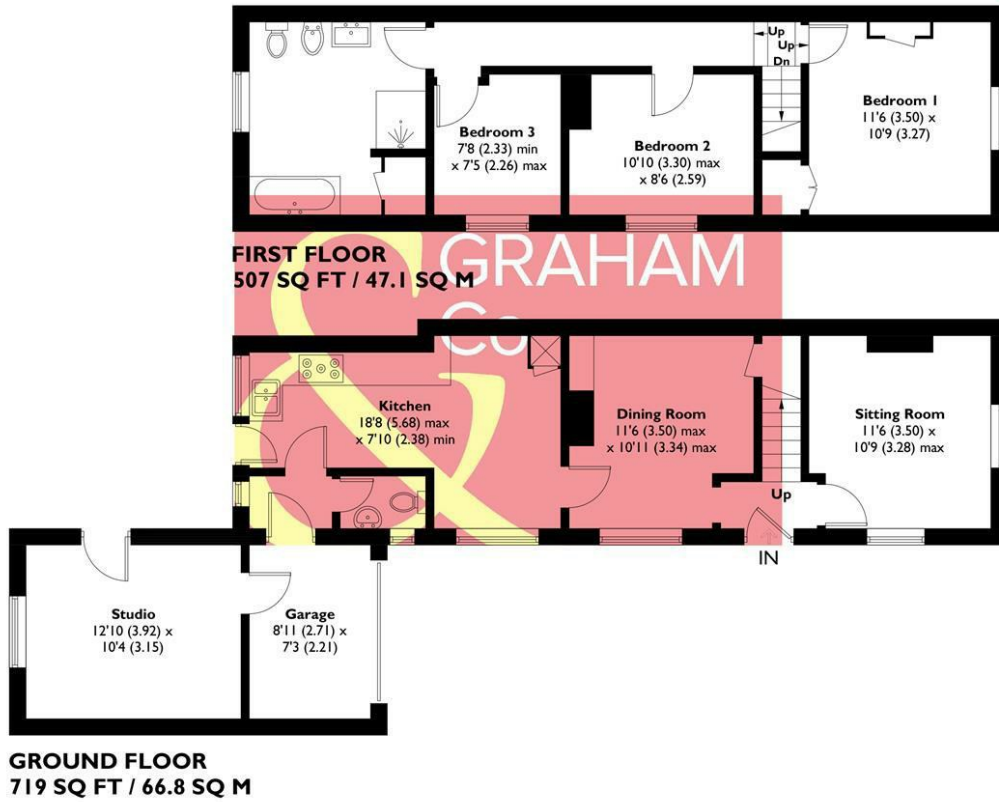 Up
Up
Dn
Bedroom 1
11'6 (3.50) x
10'9 (3.27)
Bedroom 3
7'8 (2.33) min
x 7'5 (2.26) max
Bedroom 2
10'10 (3.30) max
x 8'6 (2.59)
FIRST FLOOR
507 SQ FT / 47.1 SQ M
GRAHAM
& Co
Kitchen
18'8 (5.68) max
x 7'10 (2.38) min
Dining Room
11'6 (3.50) max
x 10'11 (3.34) max
Sitting Room
11'6 (3.50) x
10'9 (3.28) max
Up
IN
Studio
12'10 (3.92) x
10'4 (3.15)
Garage
8'11 (2.71) x
7'3 (2.21)
GROUND FLOOR
719 SQ FT / 66.8 SQ M